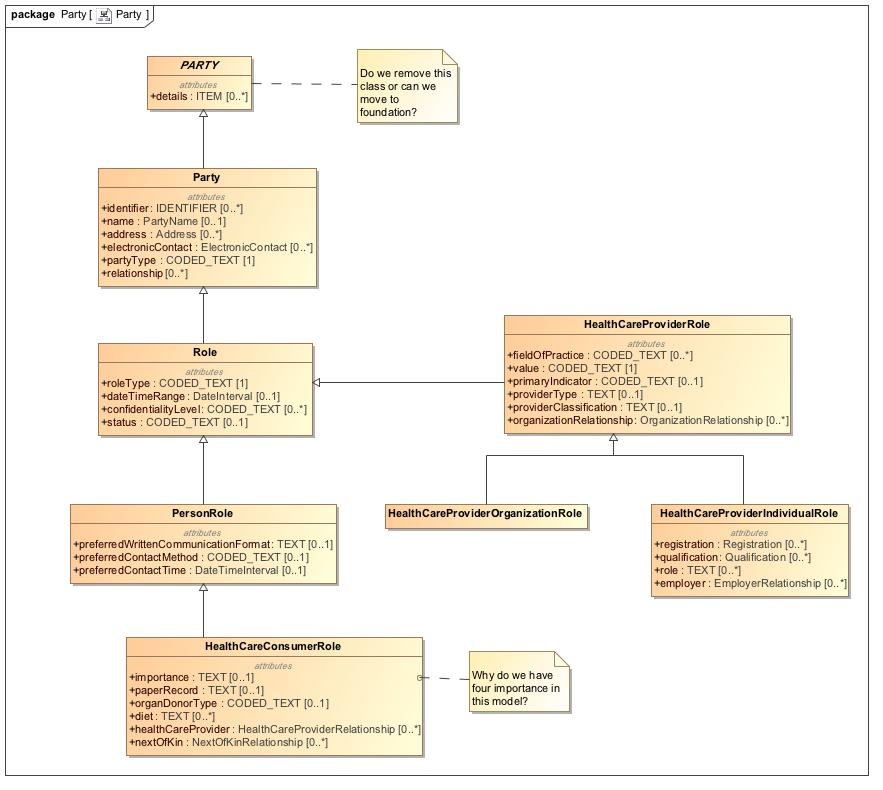 package Party [ Party ]
PARTY
attributes
+details : ITEM [0..*]
Do we remove this
class or can we
move to
foundation?
Party
attributes
+identifier : IDENTIFIER [0..*]
+name : PartyName [0..1]
+address : Address [0..*]
+electronicContact : ElectronicContact [0..*]
+partyType : CODED_TEXT [1]
+relationship [0..*]
Role
attributes
+roleType : CODED_TEXT [1]
+dateTimeRange : DateInterval [0..1]
+confidentialityLevel : CODED_TEXT [0..*]
+status : CODED_TEXT [0..1]
HealthCareProviderRole
attributes
+fieldOfPractice : CODED_TEXT [0..*]
+value : CODED_TEXT [1]
+primaryIndicator : CODED_TEXT [0..1]
+providerType : TEXT [0..1]
+providerClassification : TEXT [0..1]
+organizationRelationship : OrganizationRelationship [0..*]
PersonRole
attributes
+preferredWrittenCommunicationFormat : TEXT [0..1]
+preferredContactMethod : CODED_TEXT [0..1]
+preferredContactTime : DateTimeInterval [0..1]
HealthCareProviderOrganizationRole
HealthCareProviderIndividualRole
attributes
+registration : Registration [0..*]
+qualification : Qualification [0..*]
+role : TEXT [0..*]
+employer : EmployerRelationship [0..*]
HealthCareConsumerRole
attributes
+importance : TEXT [0..1]
+paperRecord : TEXT [0..1]
+organDonorType : CODED_TEXT [0..1]
+diet : TEXT [0..*]
+healthCareProvider : HealthCareProviderRelationship [0..*]
+nextOfKin : NextOfKinRelationship [0..*]
Why do we have
four importance in
this model?